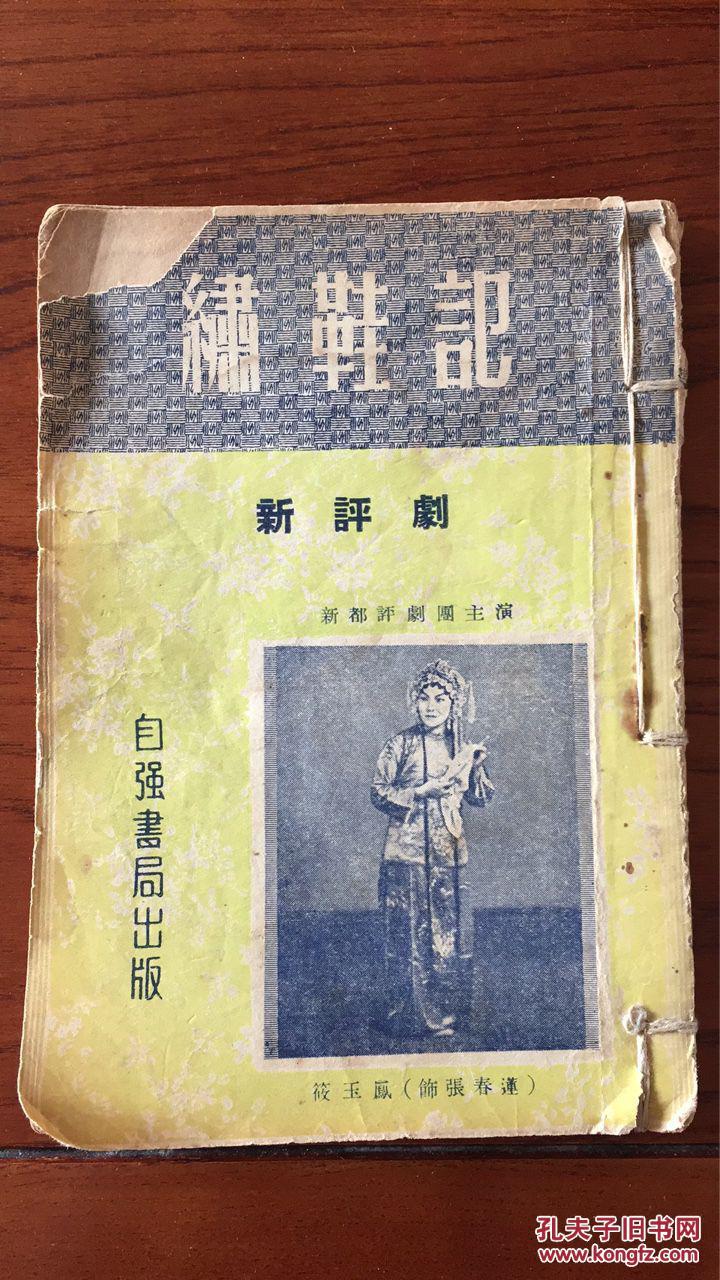 繡鞋記
新評劇
新都評劇團主演
自强書局出版
筱玉鳳(飾張春蓮)
孔夫子旧书网
www.kongfz.com